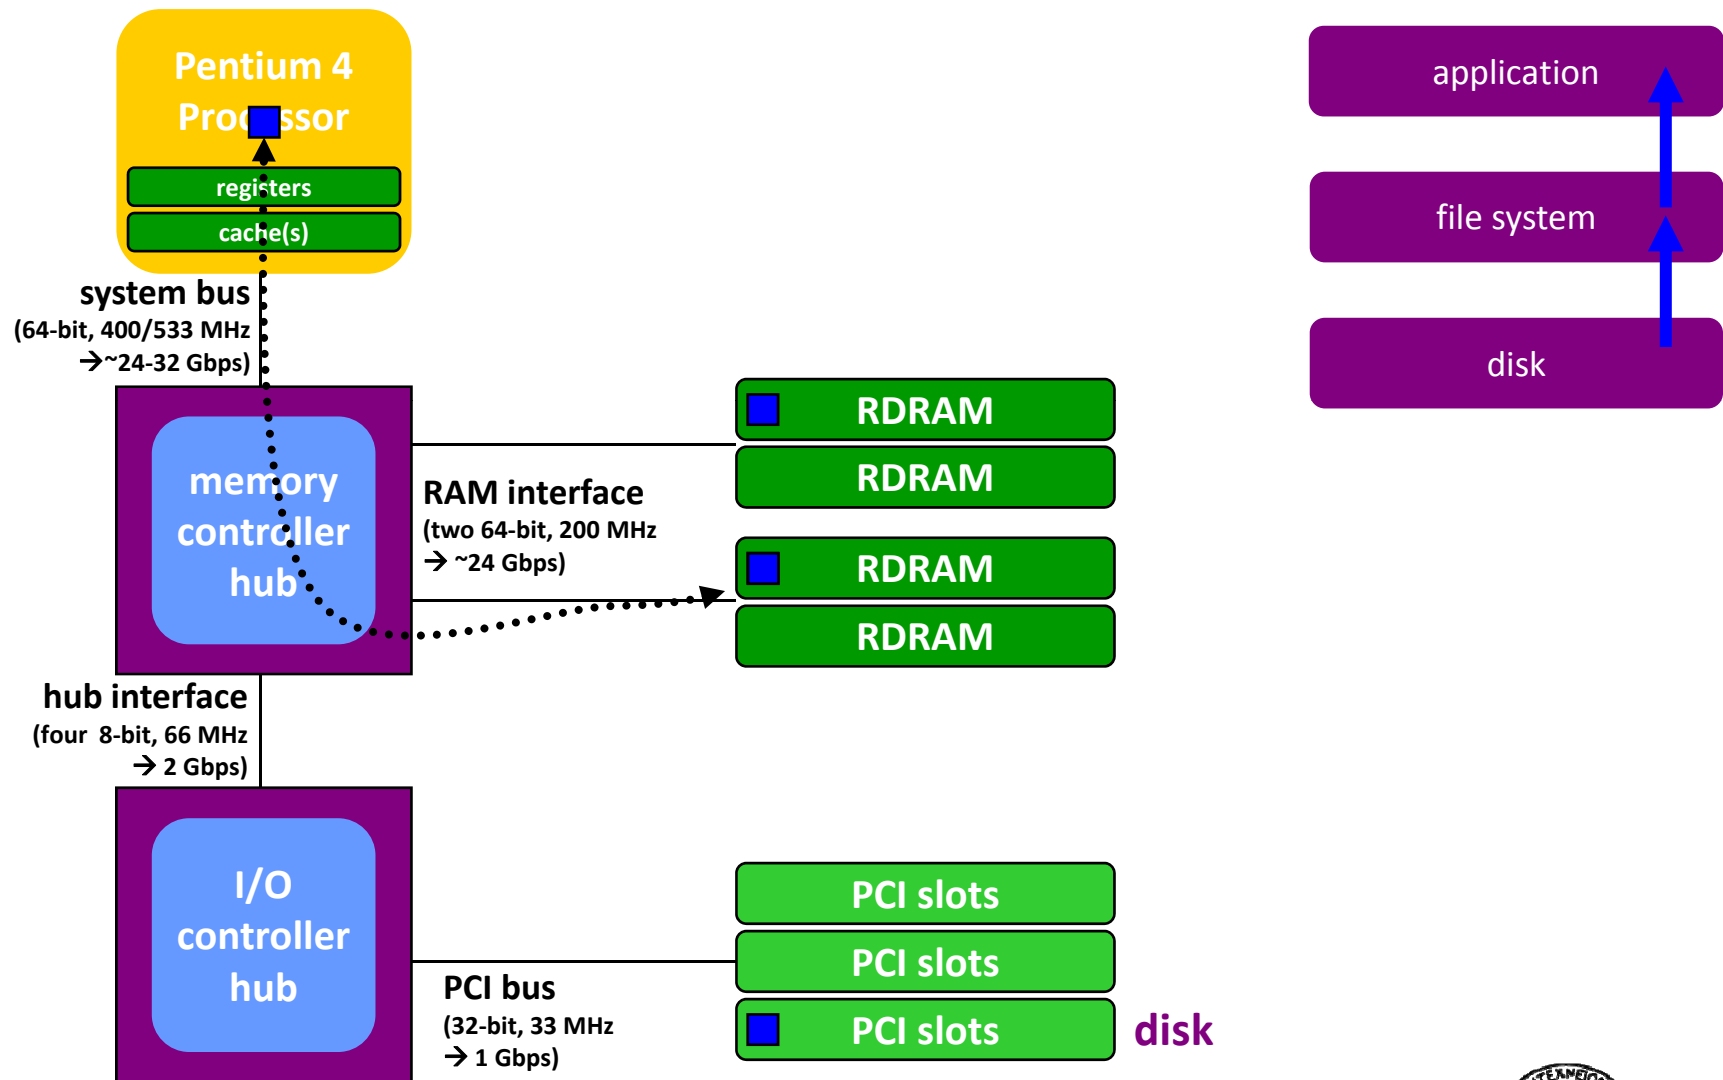 Pentium 4
Processor
registers
cache(s)
system bus
(64-bit, 400/533 MHz
→~24-32 Gbps)
memory
controller
hub
RAM interface
(two 64-bit, 200 MHz
→ ~24 Gbps)
RDRAM
RDRAM
RDRAM
RDRAM
hub interface
(four 8-bit, 66 MHz
→ 2 Gbps)
I/O
controller
hub
PCI bus
(32-bit, 33 MHz
→ 1 Gbps)
PCI slots
PCI slots
PCI slots
disk
application
file system
disk